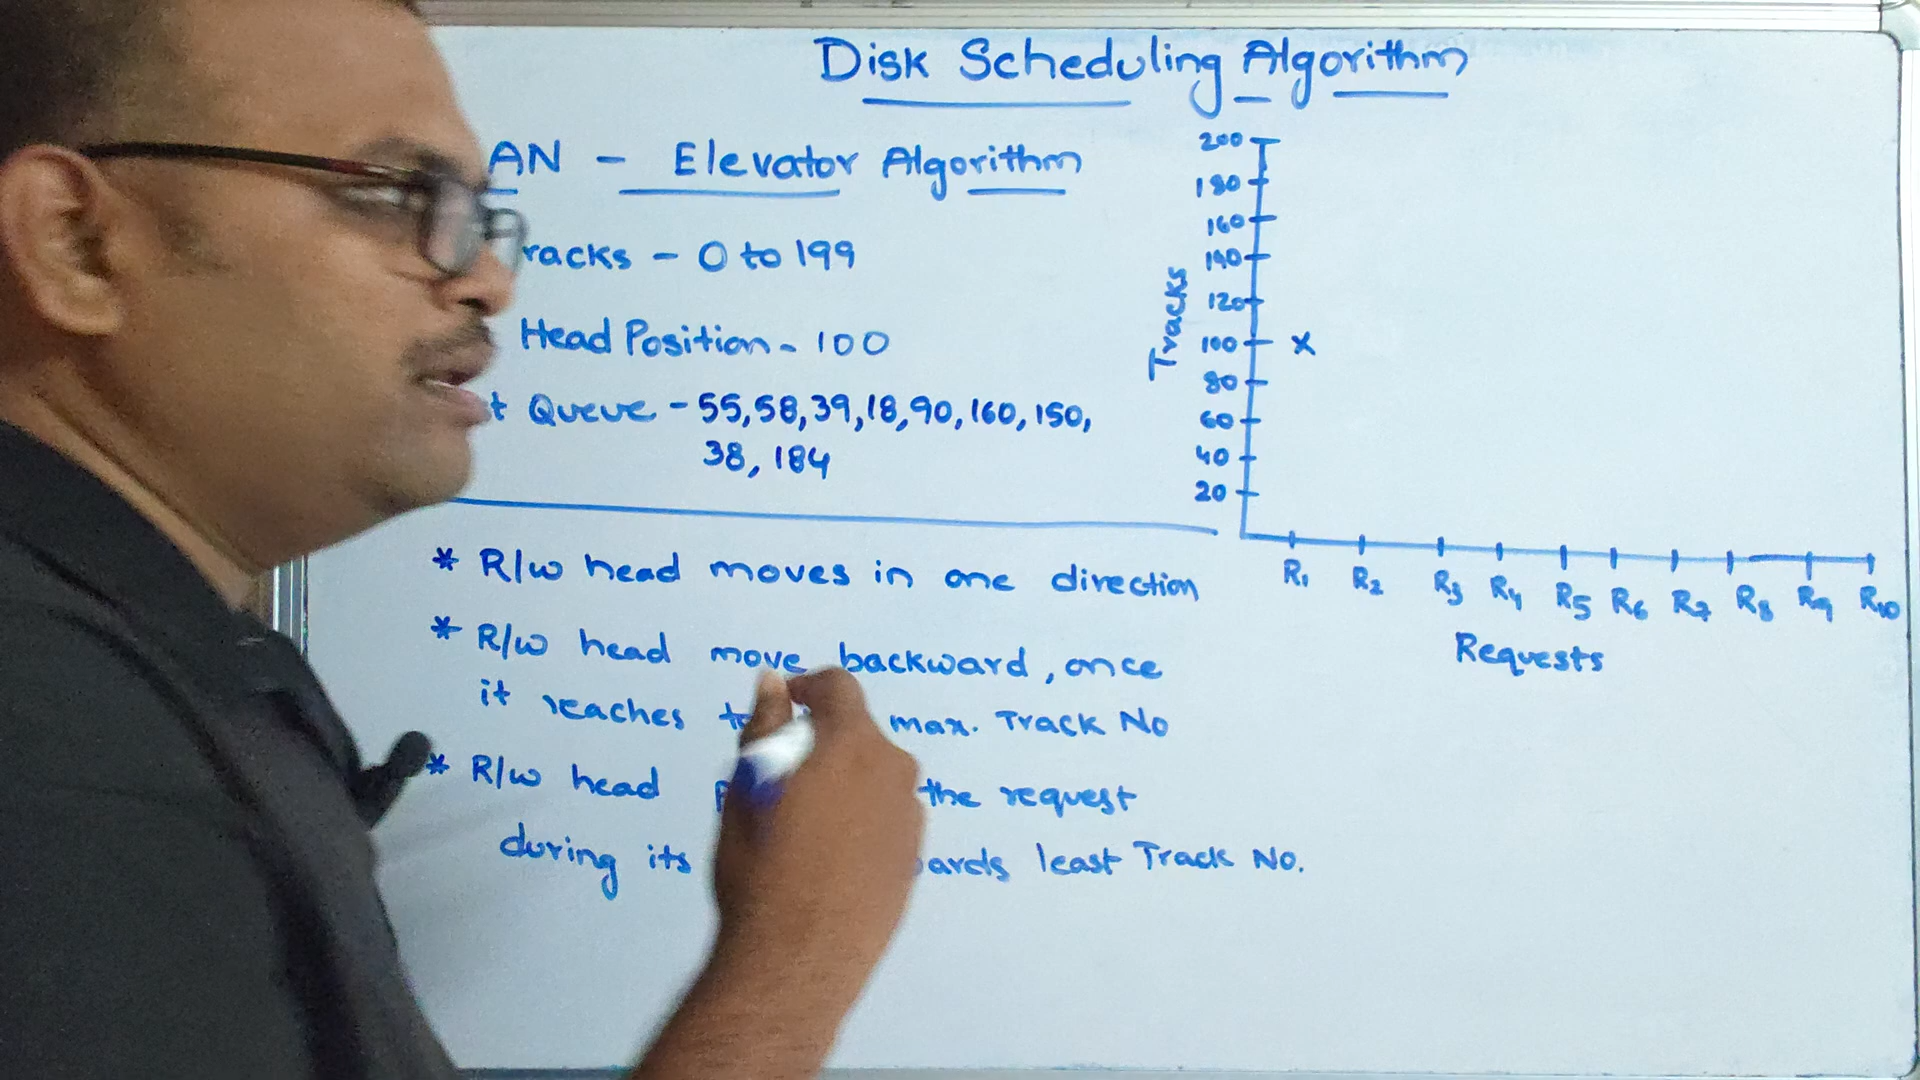 Disk Scheduling Algorithm
AN - Elevator Algorithm
racks - 0 to 199
Head Position - 100
t Queue - 55,58,39,18,90,160,150,
38, 184
* R/w head moves in one direction
* R/w head move backward, once
it reaches max. Track No
* R/w head the request
during its ards least Track No.
200
180
160
140
120
100 x
80
60
40
20
Tracks
R1 R2 R3 R4 R5 R6 R7 R8 R9 R10
Requests